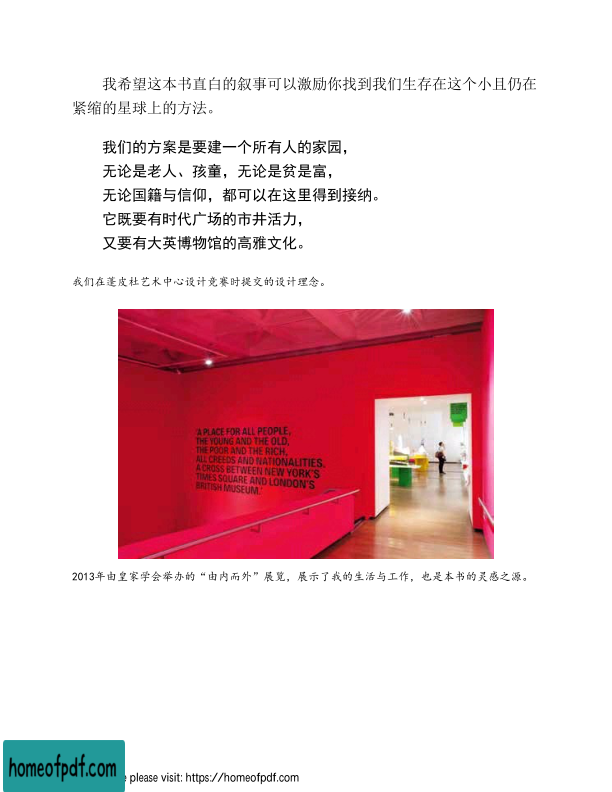 我希望这本书直白的叙事可以激励你找到我们生存在这个小且仍在
紧缩的星球上的方法。
我们的方案是要建一个所有人的家园，
无论是老人、孩童，无论是贫是富，
无论国籍与信仰，都可以在这里得到接纳。
它既要有时代广场的市井活力，
又要有大英博物馆的高雅文化。
我们在蓬皮杜艺术中心设计竞赛时提交的设计理念。
'A PLACE FOR ALL PEOPLE,
THE YOUNG AND THE OLD,
THE POOR AND THE RICH,
ALL CREEDS AND NATIONALITIES,
A CROSS BETWEEN NEW YORK'S
TIMES SQUARE AND LONDON'S
BRITISH MUSEUM.'
2013年由皇家学会举办的“由内而外”展览，展示了我的生活与工作，也是本书的灵感之源。
homeofpdf.com
e please visit: https://homeofpdf.com